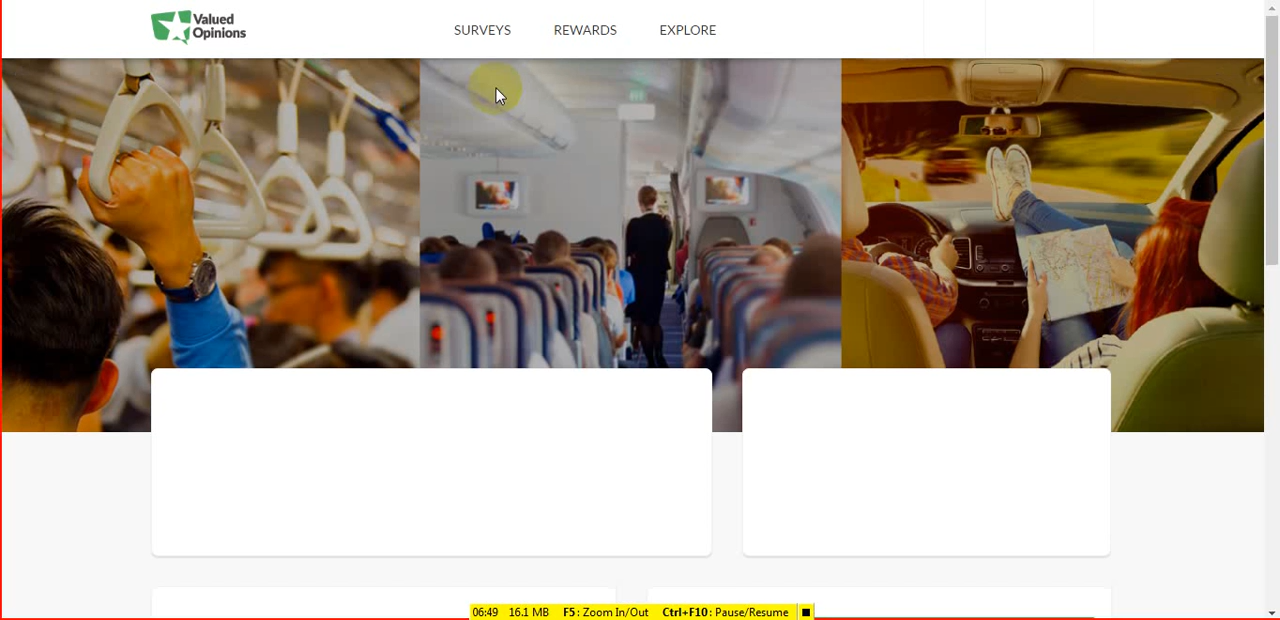 Valued
Opinions
SURVEYS REWARDS EXPLORE
06:49 16.1 MB F5: Zoom In/Out Ctrl+F10: Pause/Resume